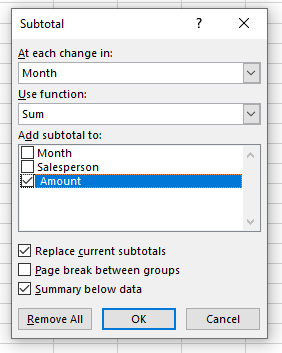 Subtotal
At each change in:
Month
Use function:
Sum
Add subtotal to:
Month
Salesperson
Amount
Replace current subtotals
Page break between groups
Summary below data
Remove All OK Cancel